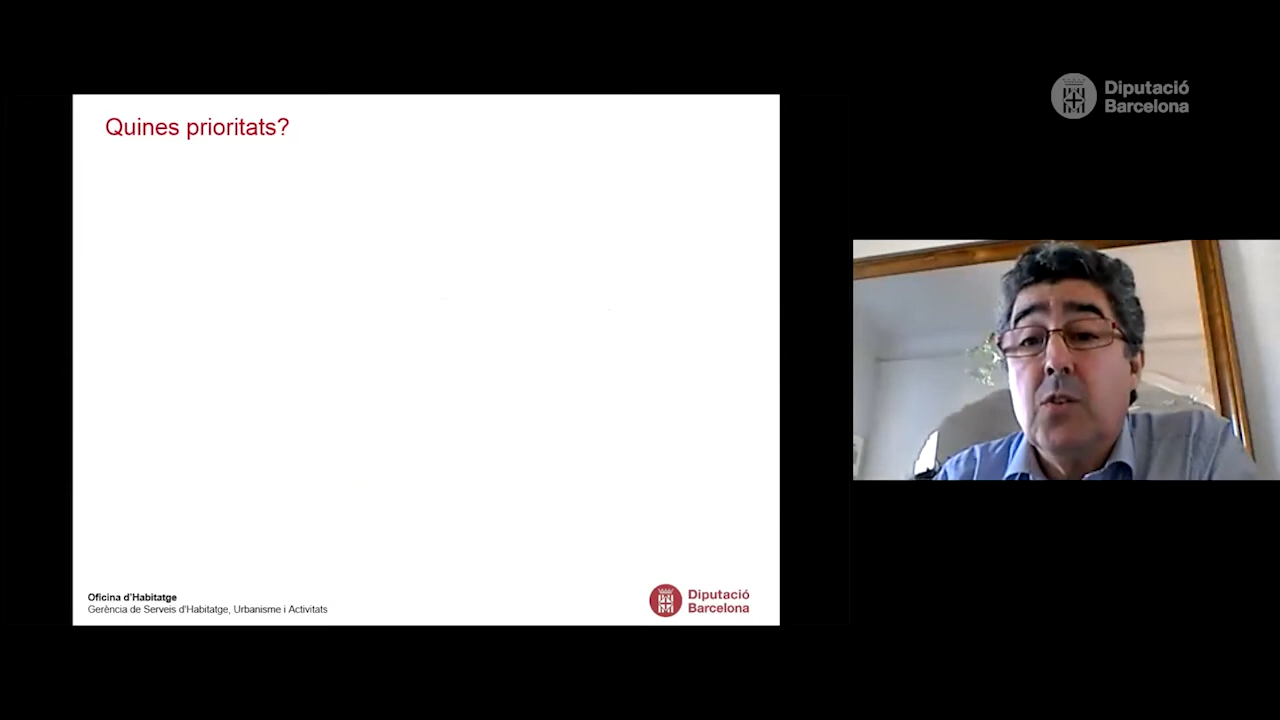 Quines prioritats?
Oficina d'Habitatge
Gerència de Serveis d'Habitatge, Urbanisme i Activitats
Diputació
Barcelona
Diputació
Barcelona